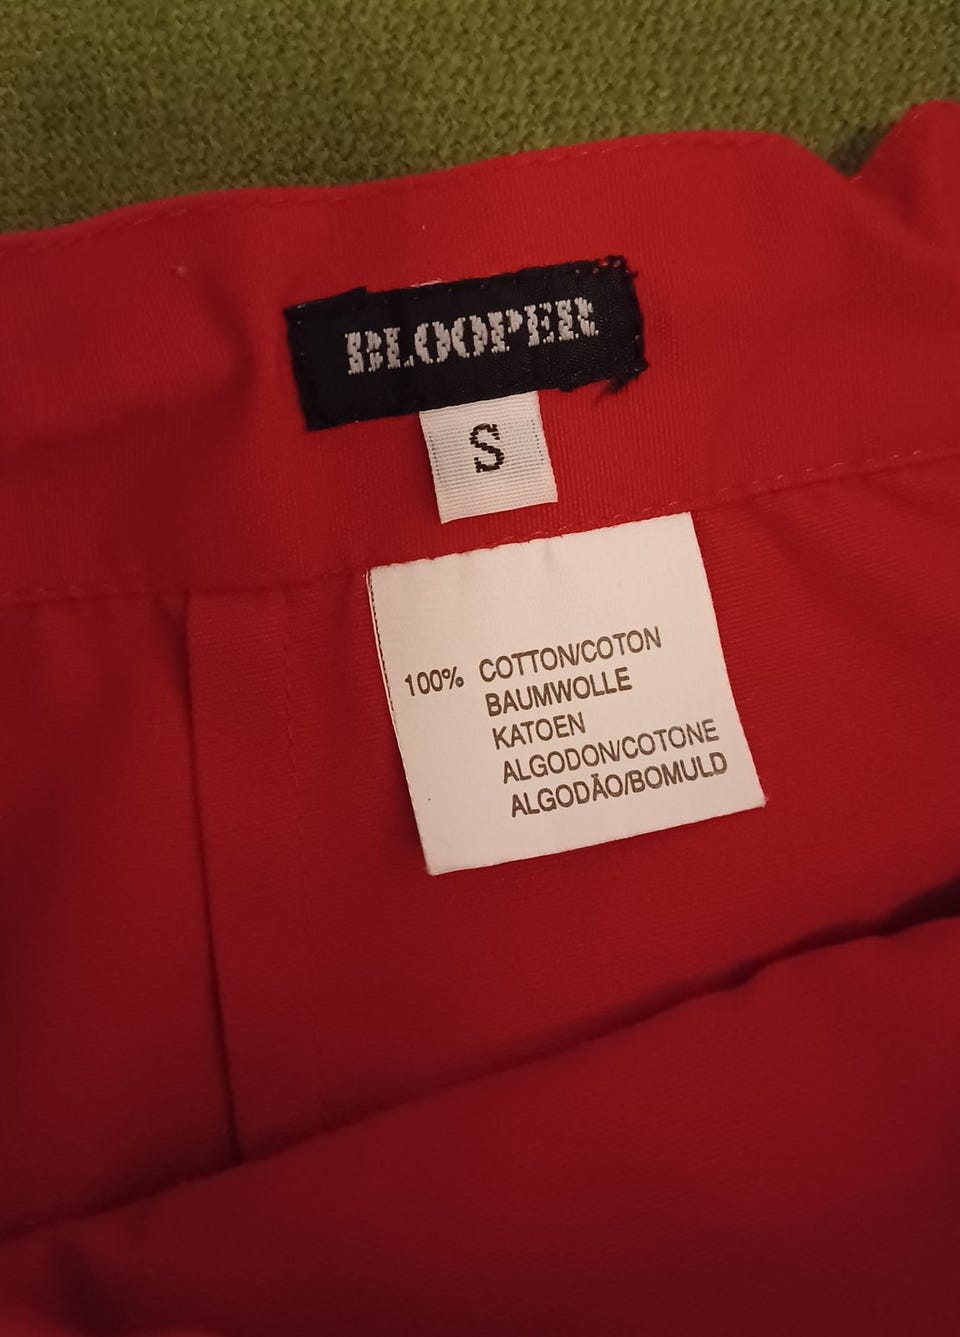 BLOOPER
S
100% COTTON/COTON
BAUMWOLLE
KATOEN
ALGODON/COTONE
ALGODÃO/BOMULD